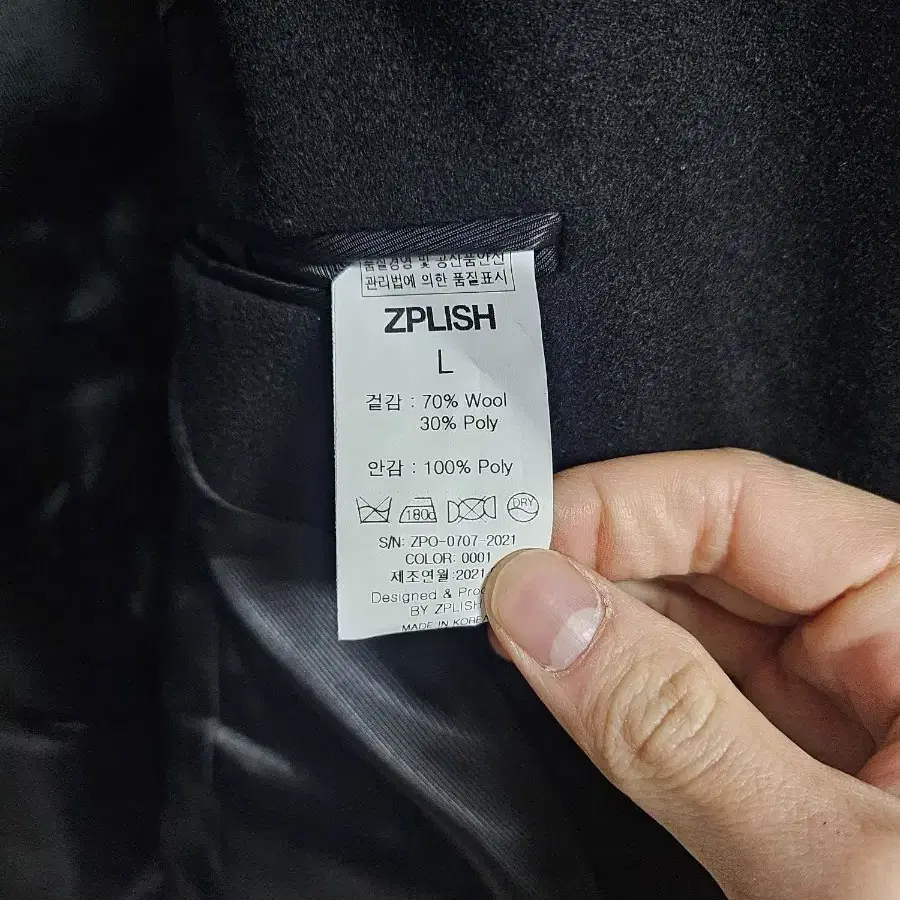 품질경영 및 공산품안전
관리법에 의한 품질표시
ZPLISH
L
겉감 : 70% Wool
30% Poly
안감 : 100% Poly
180c DRY
S/N: ZPO-0707-2021
COLOR: 0001
제조연월:2021
Designed &
BY ZPLISH
MADE IN KOREA